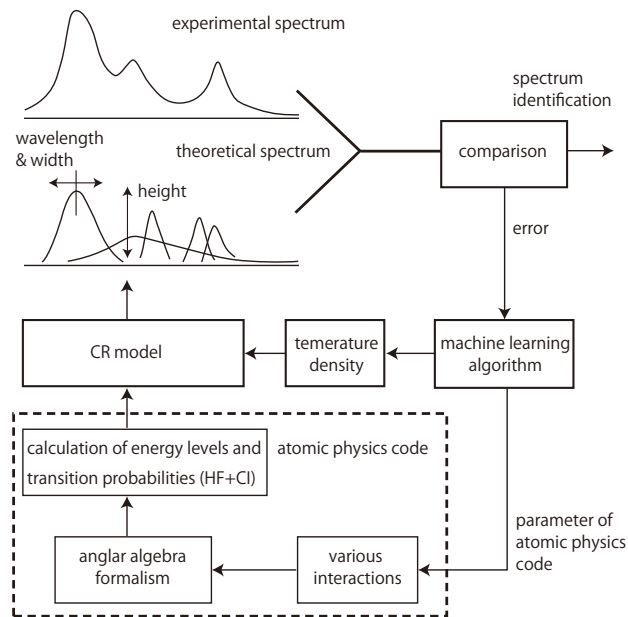 experimental spectrum
spectrum
identification
wavelength
& width
theoretical spectrum
comparison
height
error
CR model
temerature
density
machine learning
algorithm
calculation of energy levels and
transition probabilities (HF+CI)
atomic physics code
anglar algebra
formalism
various
interactions
parameter of
atomic physics
code